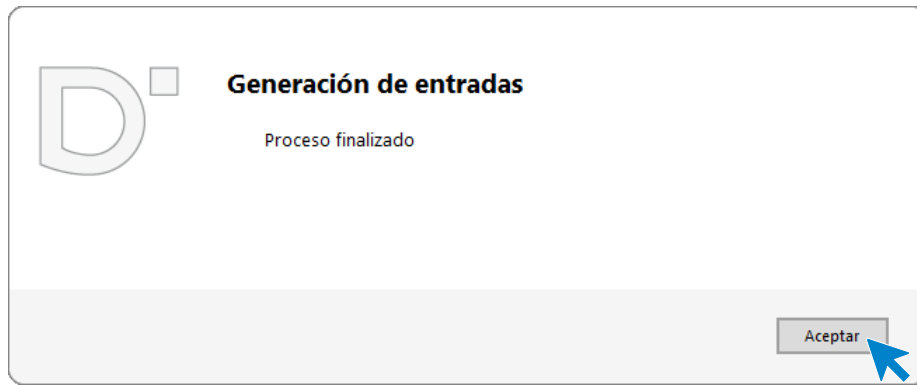 Generación de entradas
Proceso finalizado
Aceptar